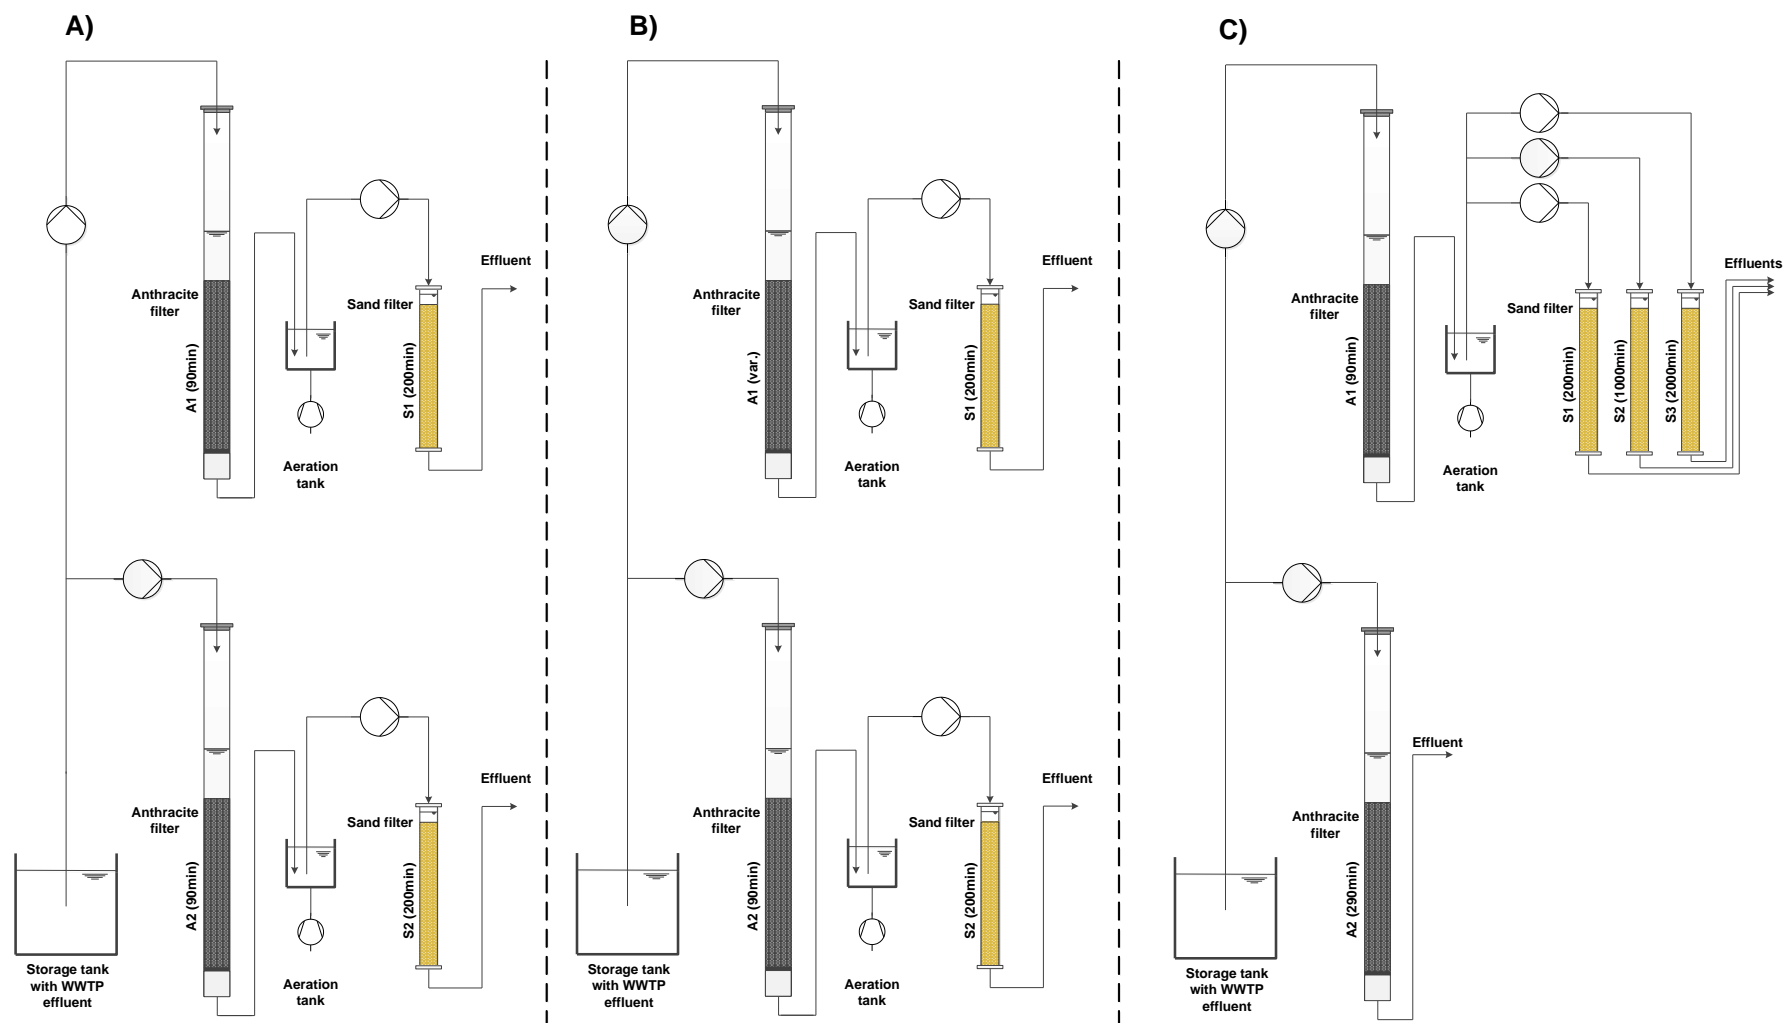 A)
Anthracite
filter
A1 (90min)
Aeration
tank
Sand filter
S1 (200min)
Effluent
Anthracite
filter
A2 (90min)
Aeration
tank
Sand filter
S2 (200min)
Effluent
Storage tank
with WWTP
effluent
B)
Anthracite
filter
A1 (var.)
Aeration
tank
Sand filter
S1 (200min)
Effluent
Anthracite
filter
A2 (90min)
Aeration
tank
Sand filter
S2 (200min)
Effluent
Storage tank
with WWTP
effluent
C)
Anthracite
filter
A1 (90min)
Aeration
tank
Sand filter
S1 (200min)
S2 (1000min)
S3 (2000min)
Effluents
Anthracite
filter
A2 (290min)
Effluent
Storage tank
with WWTP
effluent